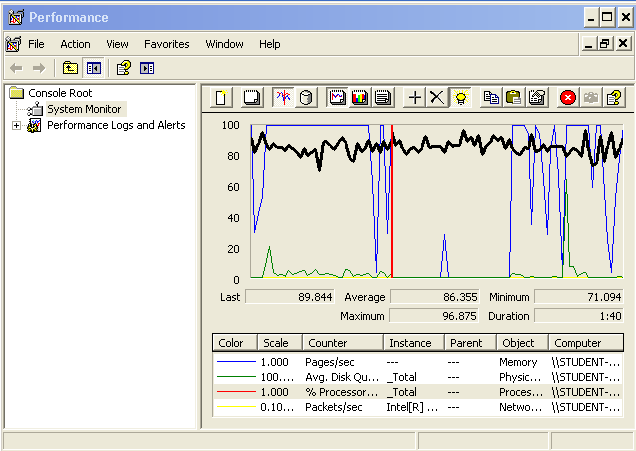 Performance
File Action View Favorites Window Help
Console Root
System Monitor
Performance Logs and Alerts
100
80
60
40
20
0
Last 89.844 Average 86.355 Minimum 71.094
Maximum 96.875 Duration 1:40
Color Scale Counter Instance Parent Object Computer
1.000 Pages/sec --- --- Memory \\STUDENT-...
100.... Avg. Disk Qu... _Total --- Physic... \\STUDENT-...
1.000 % Processor... _Total --- Proces... \\STUDENT-...
0.10... Packets/sec Intel[R] ... --- Netwo... \\STUDENT-...